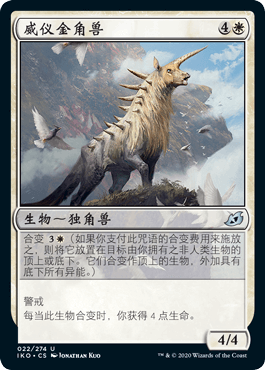 威仪金角兽 4
生物～独角兽
合变 3（如果你支付此咒语的合变费用来施放
之，则将它放置在目标由你拥有之非人类生物的
顶上或底下。它们合变作顶上的生物，外加具有
底下所有异能。）
警戒
每当此生物合变时，你获得 4 点生命。
4/4
022/274 U
IKO • CS JONATHAN KUO
™ & © 2020 Wizards of the Coast